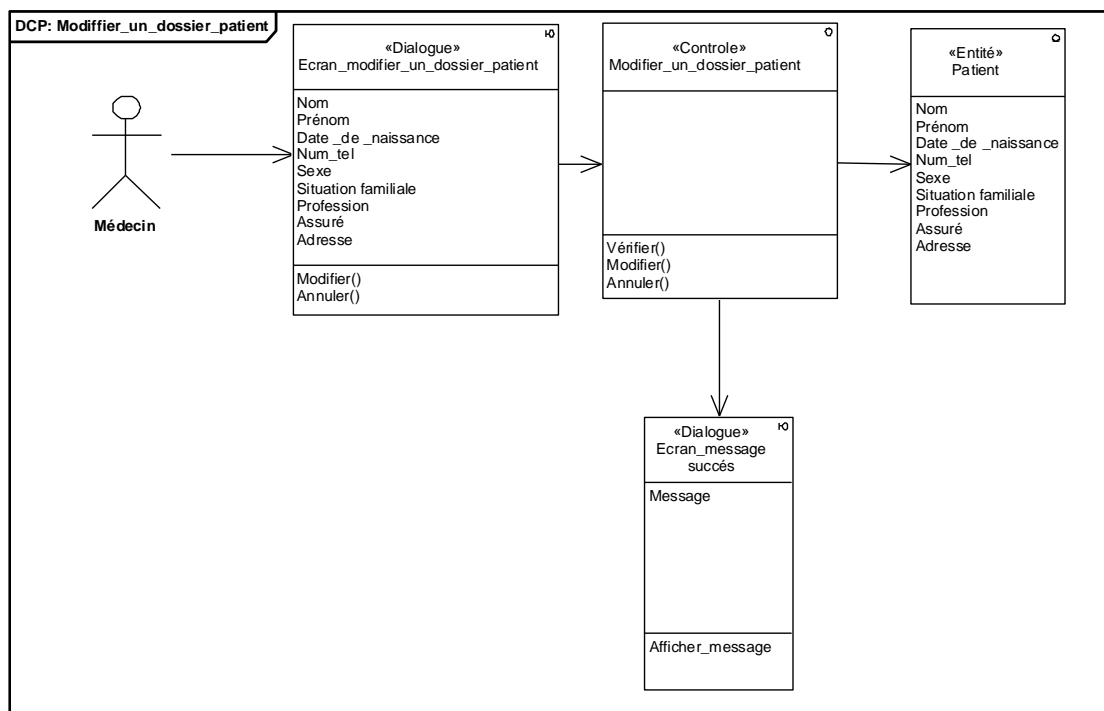 DCP: Modiffier_un_dossier_patient
«Dialogue»
Ecran_modifier_un_dossier_patient
Nom
Prénom
Date _de _naissance
Num_tel
Sexe
Situation familiale
Profession
Assuré
Adresse
Modifier()
Annuler()
«Controle»
Modifier_un_dossier_patient
Vérifier()
Modifier()
Annuler()
«Entité»
Patient
Nom
Prénom
Date _de _naissance
Num_tel
Sexe
Situation familiale
Profession
Assuré
Adresse
Médecin
«Dialogue»
Ecran_message
succés
Message
Afficher_message